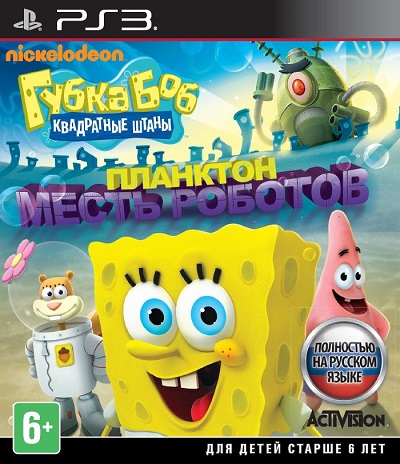 PS3
nickelodeon
Губка Боб
КВАДРАТНЫЕ ШТАНЫ
ПЛАНКТОН
МЕСТЬ РОБОТОВ
ПОЛНОСТЬЮ
НА РУССКОМ
ЯЗЫКЕ
6+
ACTIVISION
ДЛЯ ДЕТЕЙ СТАРШЕ 6 ЛЕТ